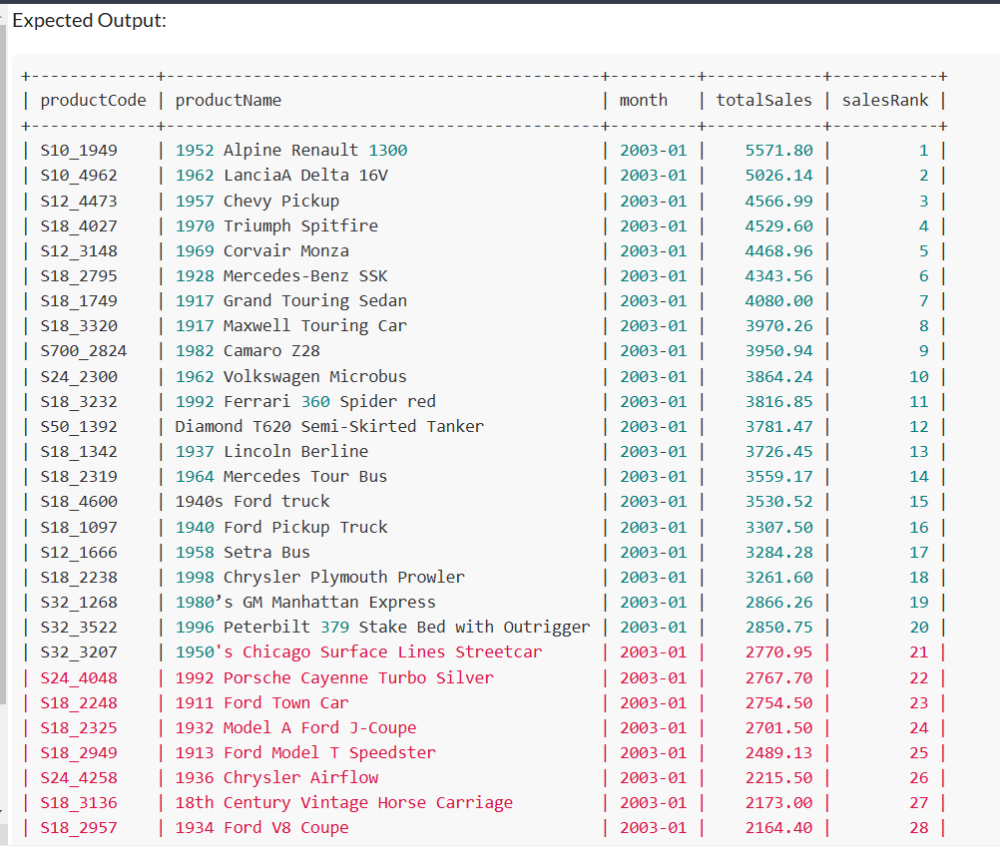 Expected Output:
+-------------+---------------------------------------------+---------+------------+-----------+
| productCode | productName | month | totalSales | salesRank |
+-------------+---------------------------------------------+---------+------------+-----------+
| S10_1949 | 1952 Alpine Renault 1300 | 2003-01 | 5571.80 | 1 |
| S10_4962 | 1962 LanciaA Delta 16V | 2003-01 | 5026.14 | 2 |
| S12_4473 | 1957 Chevy Pickup | 2003-01 | 4566.99 | 3 |
| S18_4027 | 1970 Triumph Spitfire | 2003-01 | 4529.60 | 4 |
| S12_3148 | 1969 Corvair Monza | 2003-01 | 4468.96 | 5 |
| S18_2795 | 1928 Mercedes-Benz SSK | 2003-01 | 4343.56 | 6 |
| S18_1749 | 1917 Grand Touring Sedan | 2003-01 | 4080.00 | 7 |
| S18_3320 | 1917 Maxwell Touring Car | 2003-01 | 3970.26 | 8 |
| S700_2824 | 1982 Camaro Z28 | 2003-01 | 3950.94 | 9 |
| S24_2300 | 1962 Volkswagen Microbus | 2003-01 | 3864.24 | 10 |
| S18_3232 | 1992 Ferrari 360 Spider red | 2003-01 | 3816.85 | 11 |
| S50_1392 | Diamond T620 Semi-Skirted Tanker | 2003-01 | 3781.47 | 12 |
| S18_1342 | 1937 Lincoln Berline | 2003-01 | 3726.45 | 13 |
| S18_2319 | 1964 Mercedes Tour Bus | 2003-01 | 3559.17 | 14 |
| S18_4600 | 1940s Ford truck | 2003-01 | 3530.52 | 15 |
| S18_1097 | 1940 Ford Pickup Truck | 2003-01 | 3307.50 | 16 |
| S12_1666 | 1958 Setra Bus | 2003-01 | 3284.28 | 17 |
| S18_2238 | 1998 Chrysler Plymouth Prowler | 2003-01 | 3261.60 | 18 |
| S32_1268 | 1980’s GM Manhattan Express | 2003-01 | 2866.26 | 19 |
| S32_3522 | 1996 Peterbilt 379 Stake Bed with Outrigger | 2003-01 | 2850.75 | 20 |
| S32_3207 | 1950's Chicago Surface Lines Streetcar | 2003-01 | 2770.95 | 21 |
| S24_4048 | 1992 Porsche Cayenne Turbo Silver | 2003-01 | 2767.70 | 22 |
| S18_2248 | 1911 Ford Town Car | 2003-01 | 2754.50 | 23 |
| S18_2325 | 1932 Model A Ford J-Coupe | 2003-01 | 2701.50 | 24 |
| S18_2949 | 1913 Ford Model T Speedster | 2003-01 | 2489.13 | 25 |
| S24_4258 | 1936 Chrysler Airflow | 2003-01 | 2215.50 | 26 |
| S18_3136 | 18th Century Vintage Horse Carriage | 2003-01 | 2173.00 | 27 |
| S18_2957 | 1934 Ford V8 Coupe | 2003-01 | 2164.40 | 28 |